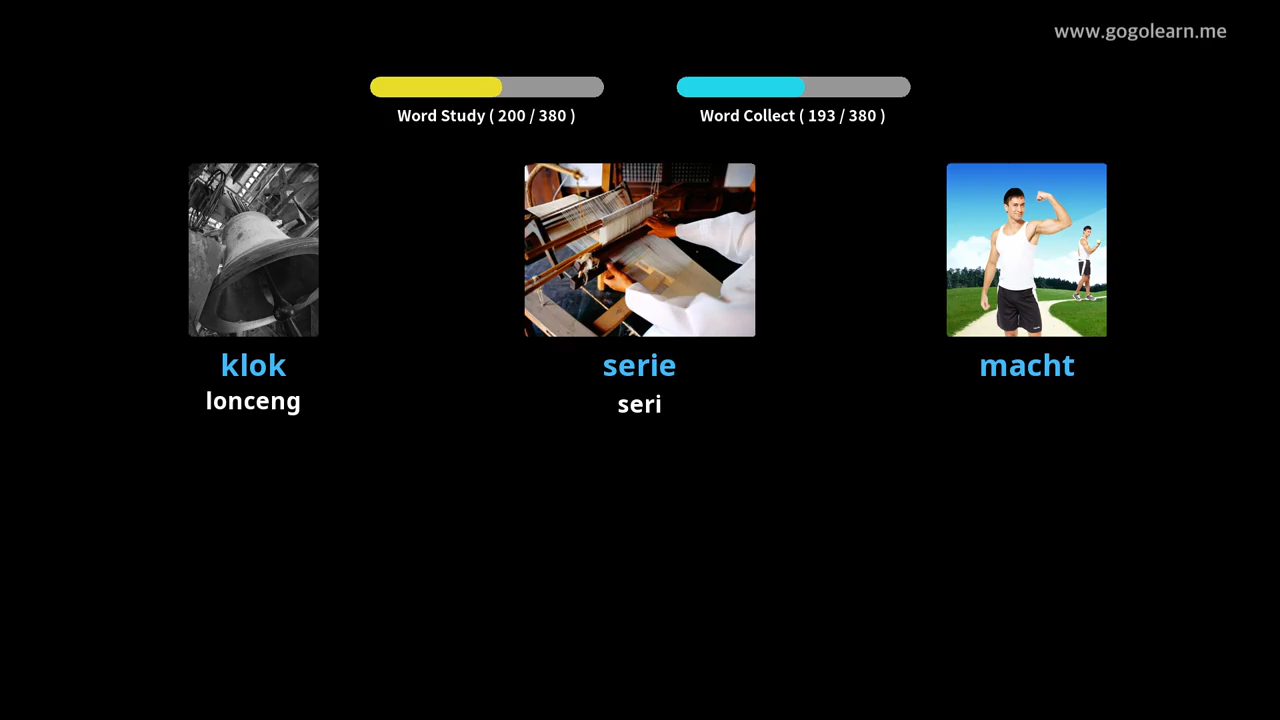 www.gogolearn.me
Word Study ( 200 / 380 )
Word Collect ( 193 / 380 )
klok
lonceng
serie
seri
macht